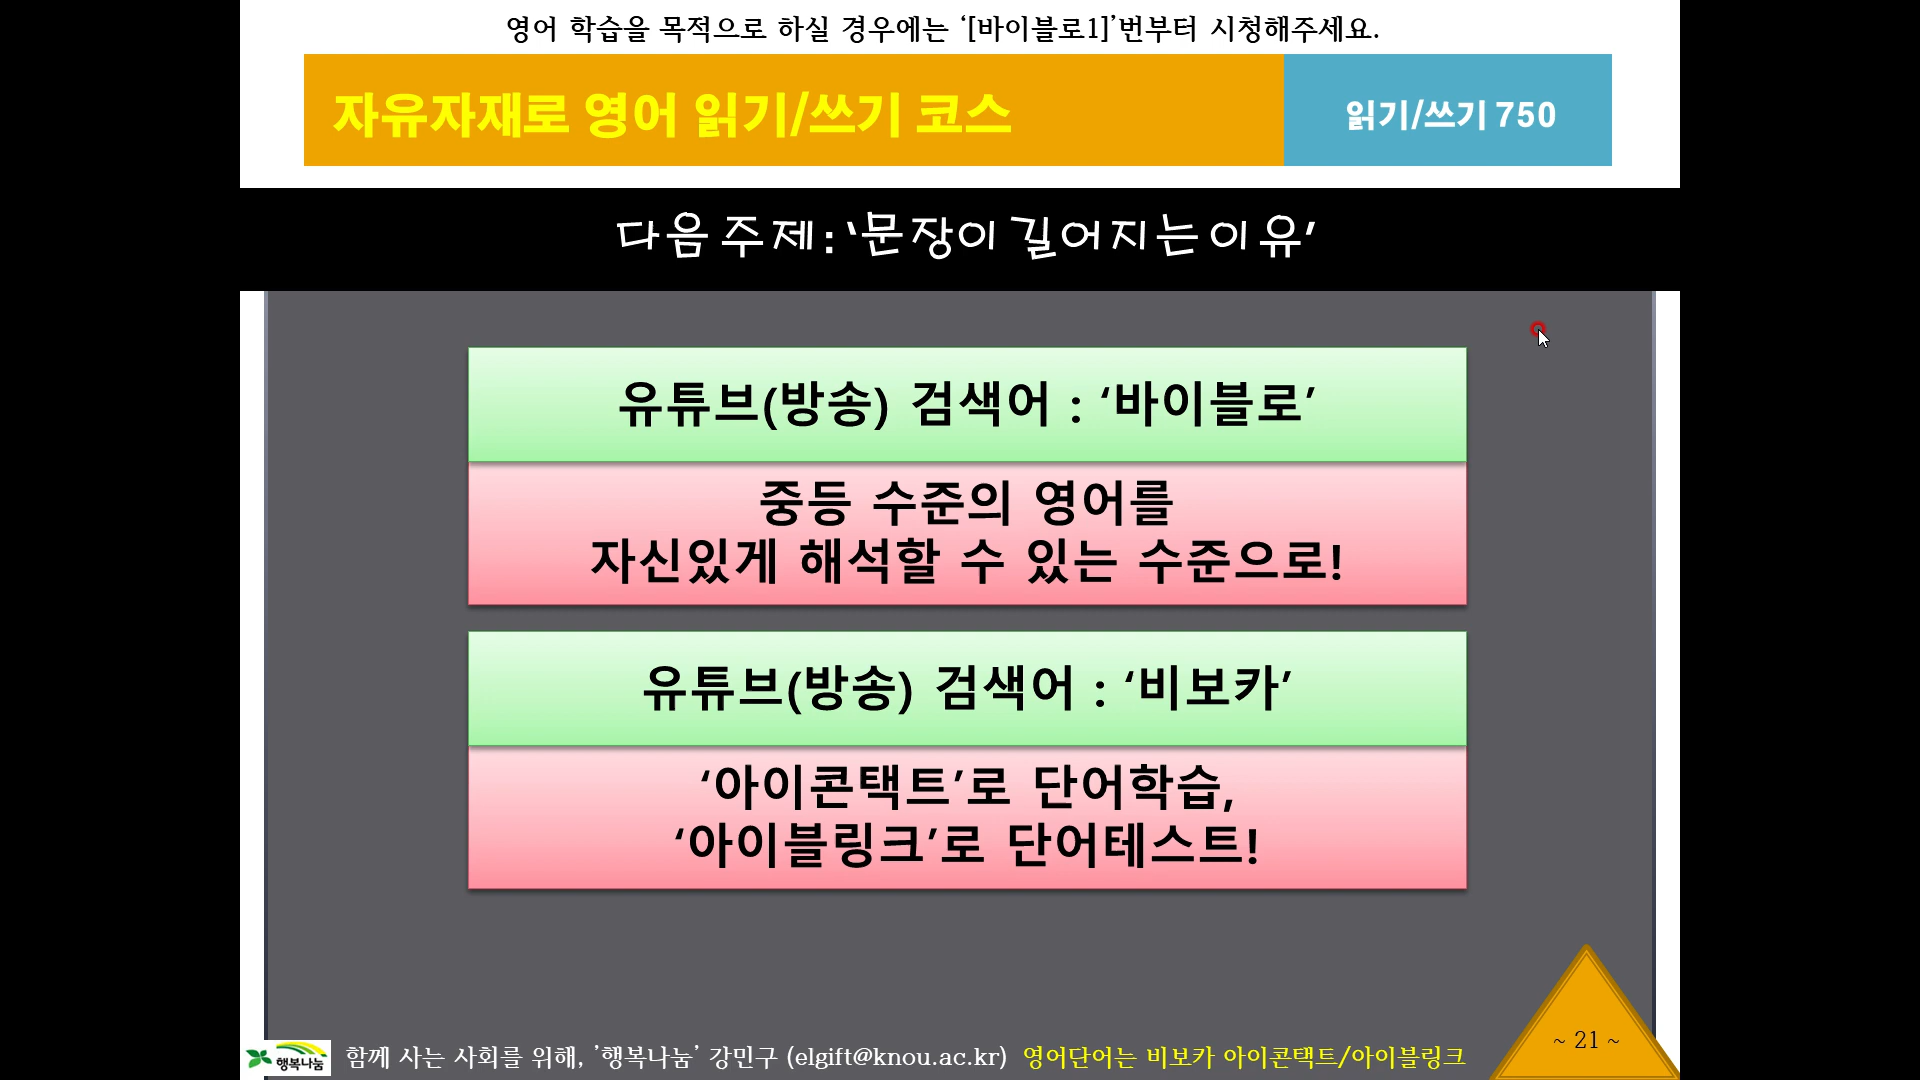 영어 학습을 목적으로 하실 경우에는 ‘[바이블로1]’번부터 시청해주세요.
자유자재로 영어 읽기/쓰기 코스
읽기/쓰기 750
다음 주제 : ‘문장이 길어지는 이유’
유튜브(방송) 검색어 : ‘바이블로’
중등 수준의 영어를
자신있게 해석할 수 있는 수준으로!
유튜브(방송) 검색어 : ‘비보카’
‘아이콘택트’로 단어학습,
‘아이블링크’로 단어테스트!
~ 21 ~
행복나눔
함께 사는 사회를 위해, ’행복나눔’ 강민구 (elgift@knou.ac.kr) 영어단어는 비보카 아이콘택트/아이블링크